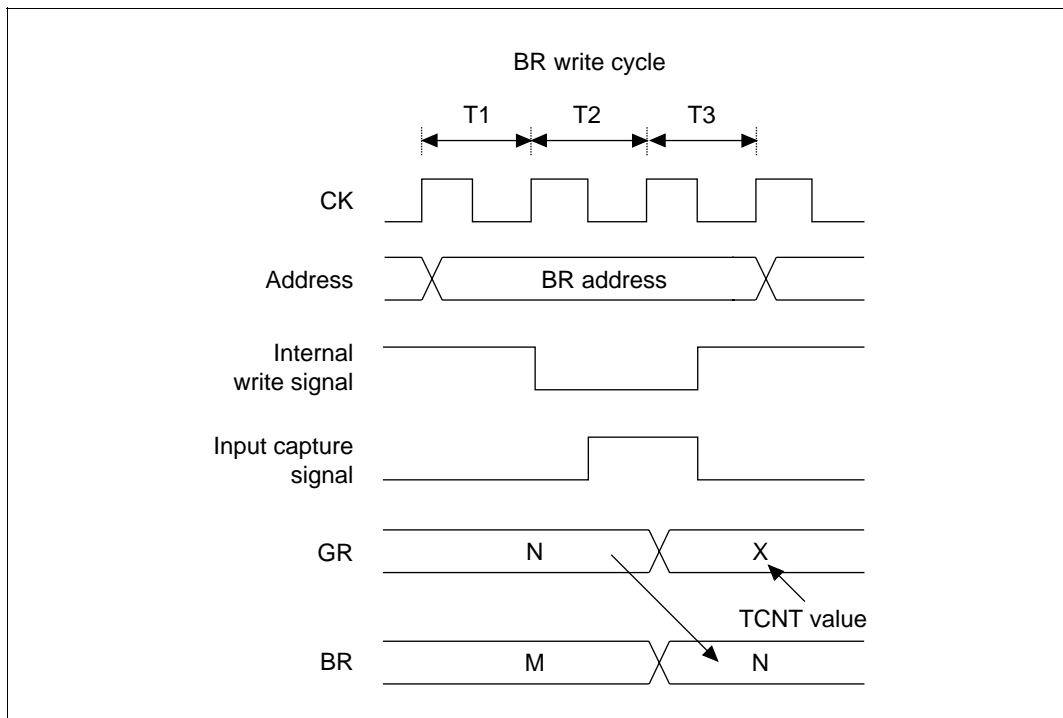 BR write cycle
T1 T2 T3
CK
Address BR address
Internal
write signal
Input capture
signal
GR N X
TCNT value
BR M N